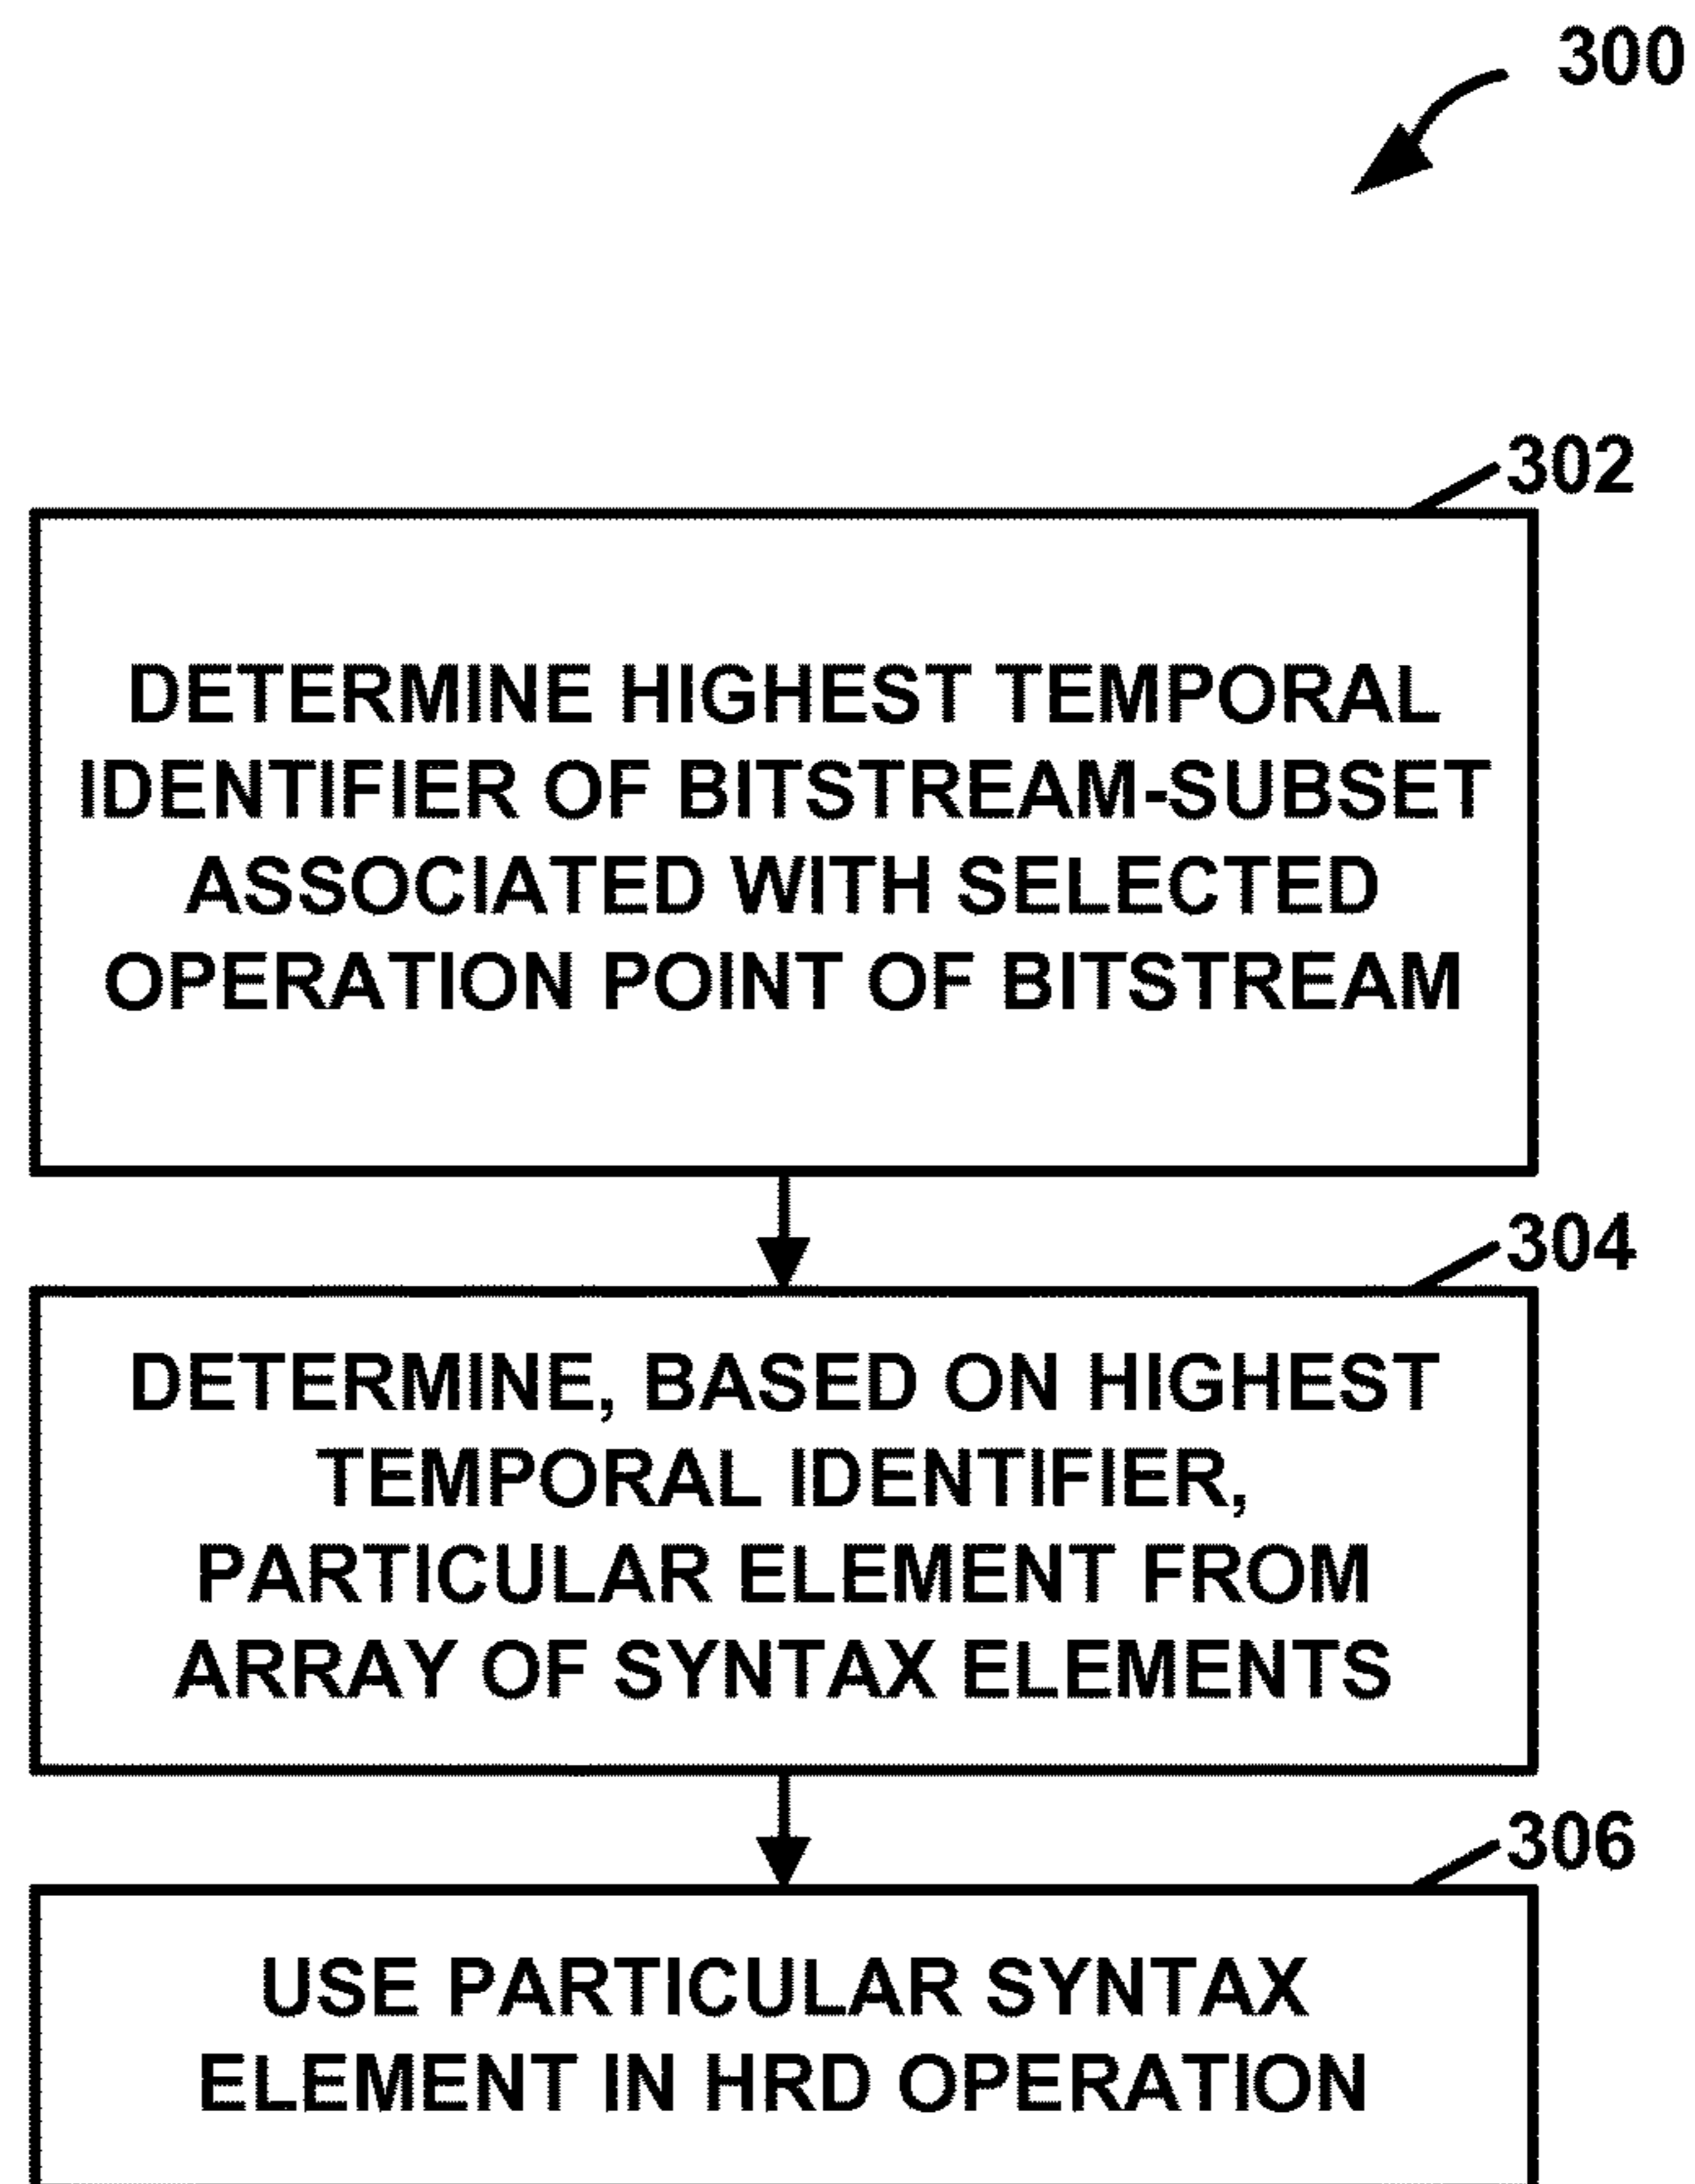 300
302
DETERMINE HIGHEST TEMPORAL
IDENTIFIER OF BITSTREAM-SUBSET
ASSOCIATED WITH SELECTED
OPERATION POINT OF BITSTREAM
304
DETERMINE, BASED ON HIGHEST
TEMPORAL IDENTIFIER,
PARTICULAR ELEMENT FROM
ARRAY OF SYNTAX ELEMENTS
306
USE PARTICULAR SYNTAX
ELEMENT IN HRD OPERATION